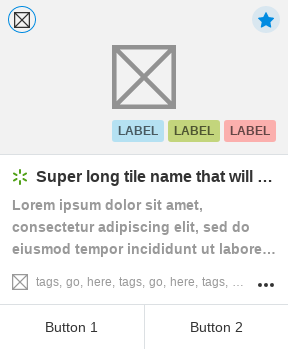 LABEL LABEL LABEL
Super long tile name that will ...
Lorem ipsum dolor sit amet,
consectetur adipiscing elit, sed do
eiusmod tempor incididunt ut labore...
tags, go, here, tags, go, here, tags, ...
Button 1 Button 2